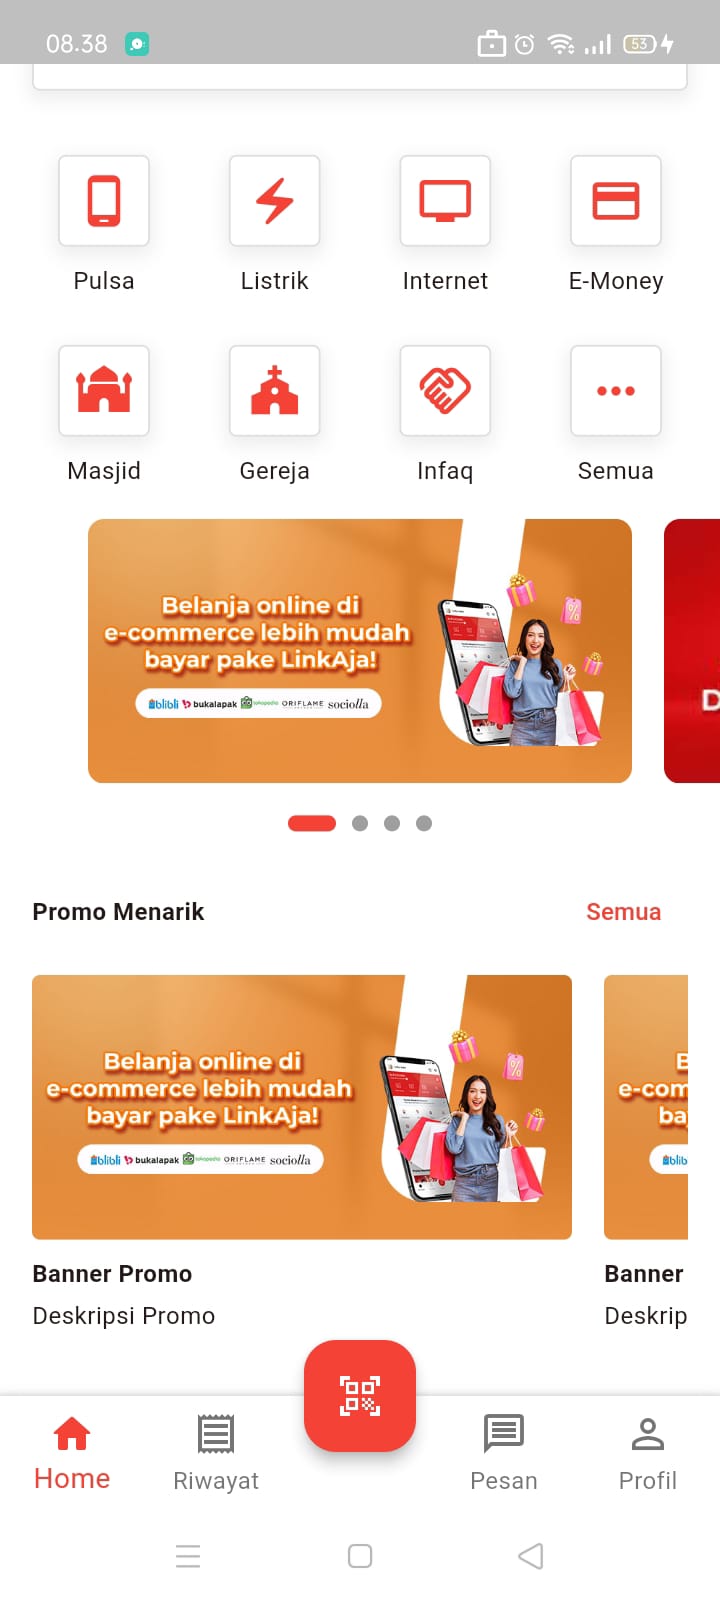 08.38
53
Pulsa
Listrik
Internet
E-Money
Masjid
Gereja
Infaq
Semua
Belanja online di
e-commerce lebih mudah
bayar pake LinkAja!
blibli bukalapak tokopedia ORIFLAME sociolla
D
Promo Menarik
Semua
Belanja online di
e-commerce lebih mudah
bayar pake LinkAja!
blibli bukalapak tokopedia ORIFLAME sociolla
B
e-com
ba
blib
Banner Promo
Deskripsi Promo
Banner
Deskrip
Home
Riwayat
Pesan
Profil